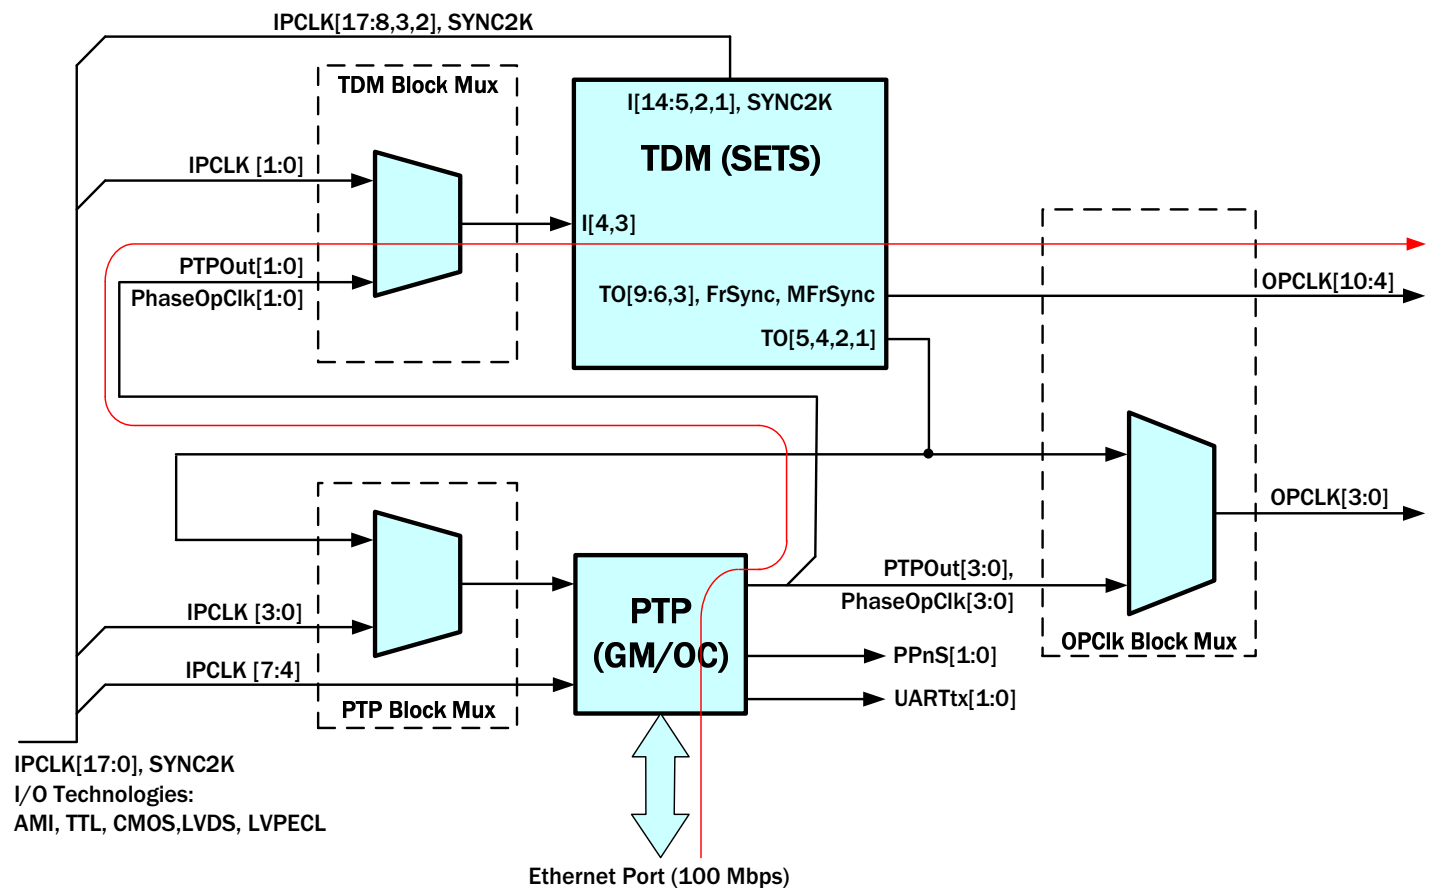 IPCLK[17:8,3,2], SYNC2K
TDM Block Mux
I[14:5,2,1], SYNC2K
TDM (SETS)
IPCLK [1:0]
I[4,3]
PTPOut[1:0]
PhaseOpClk[1:0]
TO[9:6,3], FrSync, MFrSync
OPCLK[10:4]
TO[5,4,2,1]
OPCLK[3:0]
PTPOut[3:0],
PhaseOpClk[3:0]
IPCLK [3:0]
PTP
(GM/OC)
OPClk Block Mux
PPnS[1:0]
IPCLK [7:4]
UARTtx[1:0]
PTP Block Mux
IPCLK[17:0], SYNC2K
I/O Technologies:
AMI, TTL, CMOS,LVDS, LVPECL
Ethernet Port (100 Mbps)